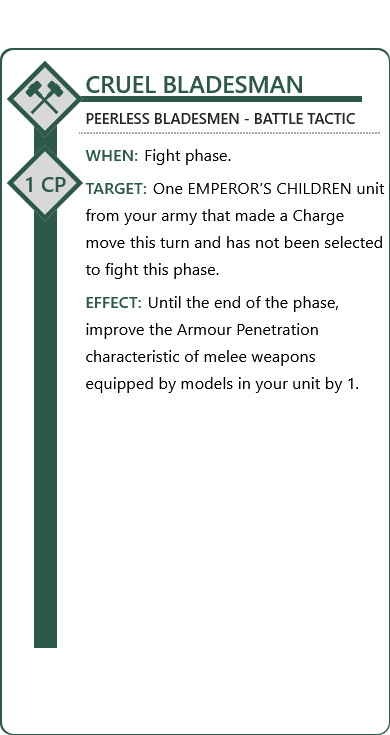 CRUEL BLADESMAN
PEERLESS BLADESMEN - BATTLE TACTIC
1 CP
WHEN: Fight phase.
TARGET: One EMPEROR'S CHILDREN unit
from your army that made a Charge
move this turn and has not been selected
to fight this phase.
EFFECT: Until the end of the phase,
improve the Armour Penetration
characteristic of melee weapons
equipped by models in your unit by 1.